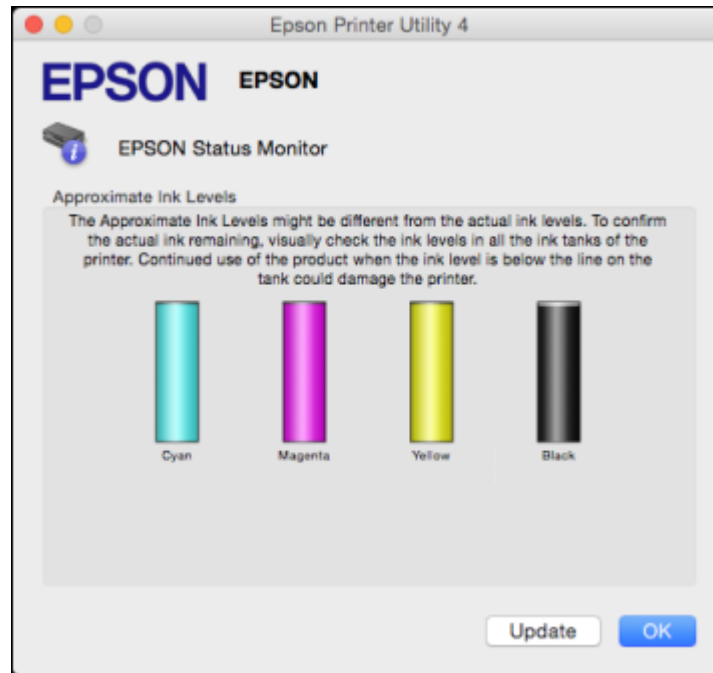 Epson Printer Utility 4
EPSON EPSON
EPSON Status Monitor
Approximate Ink Levels
The Approximate Ink Levels might be different from the actual ink levels. To confirm
the actual ink remaining, visually check the ink levels in all the ink tanks of the
printer. Continued use of the product when the ink level is below the line on the
tank could damage the printer.
Cyan Magenta Yellow Black
Update OK